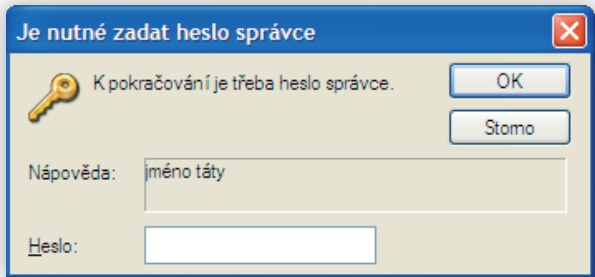 Je nutné zadat heslo správce
K pokračování je třeba heslo správce.
OK
Storno
Nápověda:
jméno táty
Heslo: